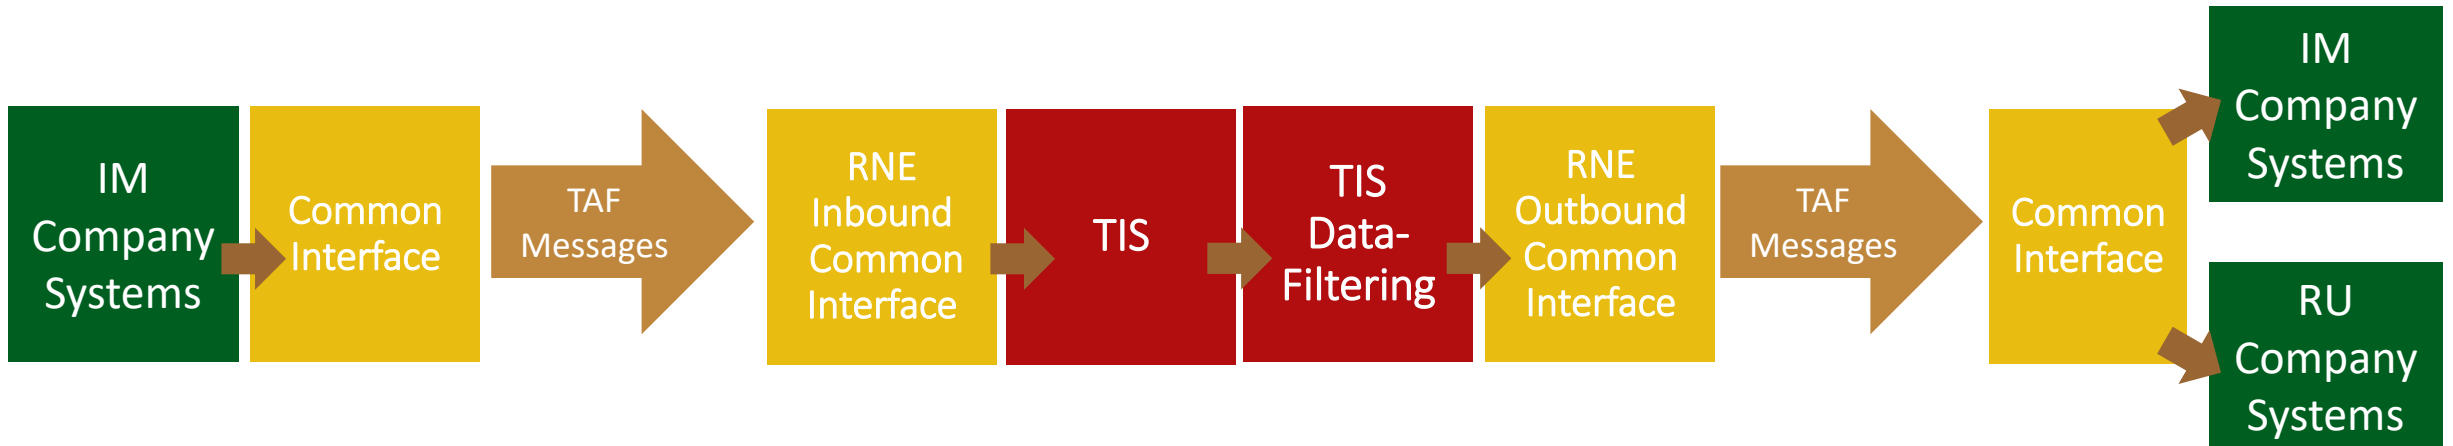 IM
Company
Systems
Common
Interface
TAF
Messages
RNE
Inbound
Common
Interface
TIS
TIS
Data-
Filtering
RNE
Outbound
Common
Interface
TAF
Messages
Common
Interface
IM
Company
Systems
RU
Company
Systems